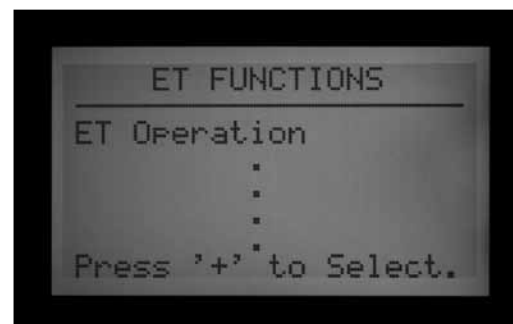 ET FUNCTIONS
ET Operation
.
.
.
.
Press '+' to Select.